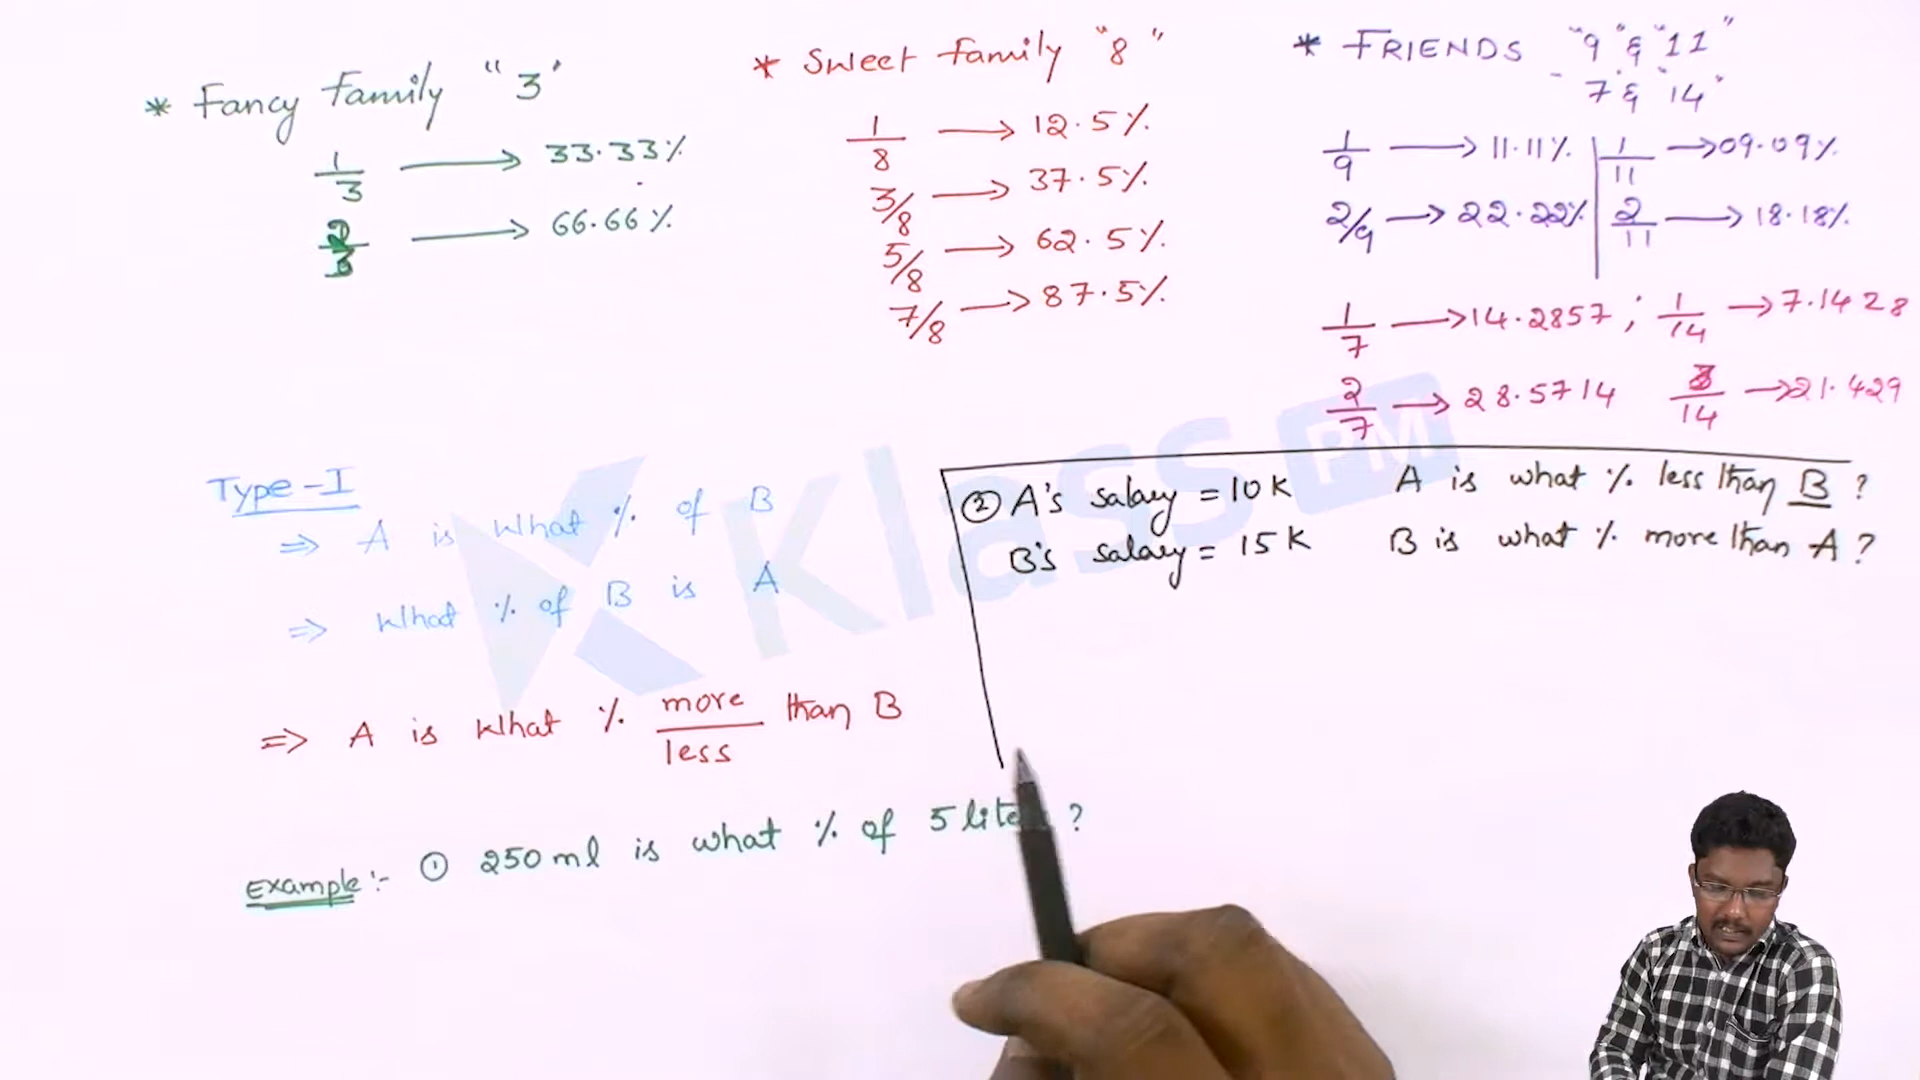 * Fancy family "3"
1/3 → 33.33%
2/3 → 66.66%
* Sweet family "8"
1/8 → 12.5%
3/8 → 37.5%
5/8 → 62.5%
7/8 → 87.5%
* FRIENDS "9" & "11"
"7 & "14"
1/9 → 11.11% | 1/11 → 09.09%
2/9 → 22.22% | 2/11 → 18.18%
1/7 → 14.2857 ; 1/14 → 7.1428
2/7 → 28.5714 3/14 → 21.429
Type-I
⇒ A is what % of B
⇒ What % of B is A
⇒ A is what % more/less than B
Example:- ① 250 ml is what % of 5 lite ?
② A's salary = 10K A is what % less than B ?
B's salary = 15K B is what % more than A ?
Klass PM